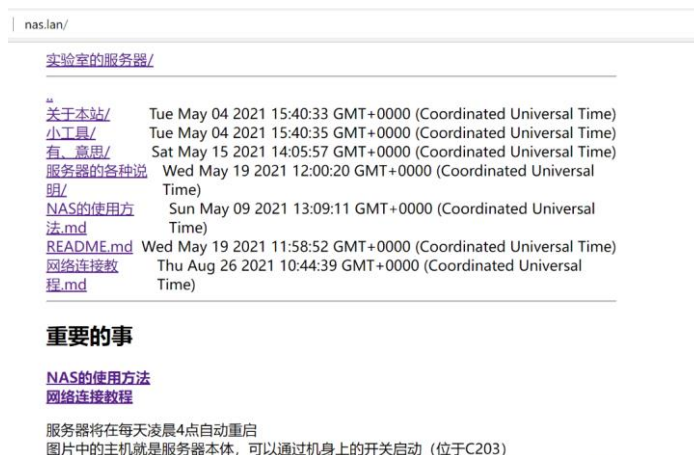 nas.lan/
实验室的服务器/
..
关于本站/ Tue May 04 2021 15:40:33 GMT+0000 (Coordinated Universal Time)
小工具/ Tue May 04 2021 15:40:35 GMT+0000 (Coordinated Universal Time)
有、意思/ Sat May 15 2021 14:05:57 GMT+0000 (Coordinated Universal Time)
服务器的各种说 Wed May 19 2021 12:00:20 GMT+0000 (Coordinated Universal
明/ Time)
NAS的使用方 Sun May 09 2021 13:09:11 GMT+0000 (Coordinated Universal
法.md Time)
README.md Wed May 19 2021 11:58:52 GMT+0000 (Coordinated Universal Time)
网络连接教 Thu Aug 26 2021 10:44:39 GMT+0000 (Coordinated Universal
程.md Time)
重要的事
NAS的使用方法
网络连接教程
服务器将在每天凌晨4点自动重启
图片中的主机就是服务器本体，可以通过机身上的开关启动（位于C203）